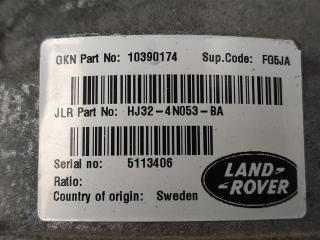 GKN Part No: 10390174 Sup.Code: FG5JA
JLR Part No: HJ32-4N053-BA
Serial no: 5113406
Ratio:
Country of origin: Sweden
LAND-
ROVER